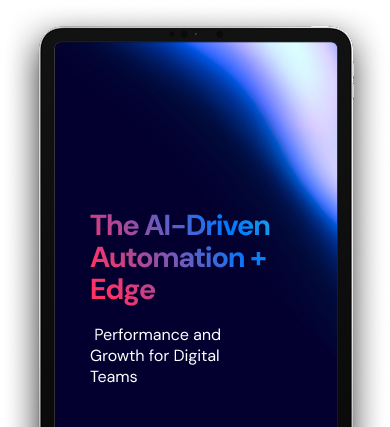 The AI-Driven
Automation +
Edge
Performance and
Growth for Digital
Teams